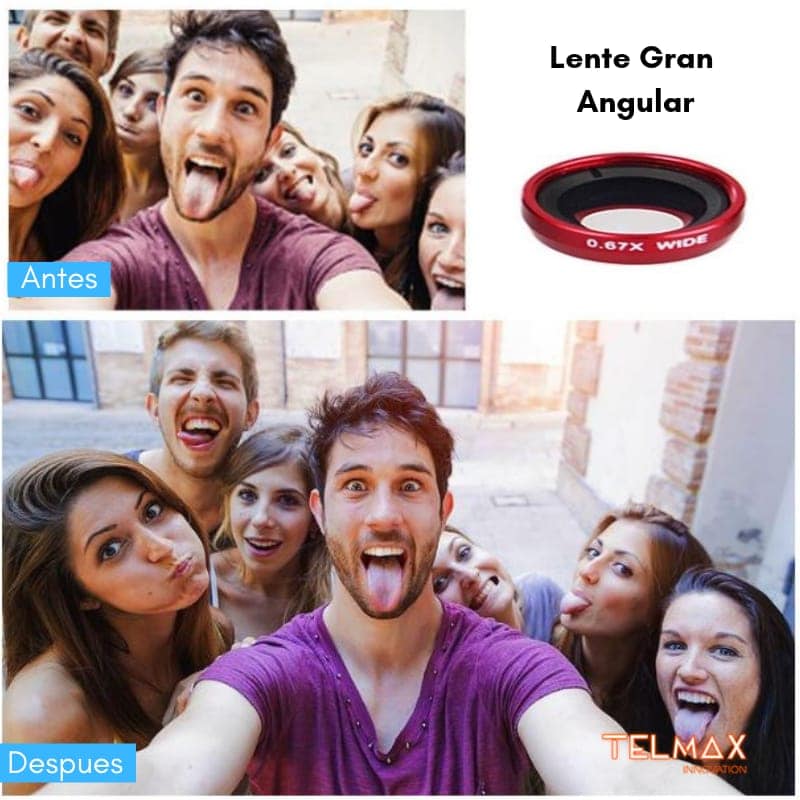 Lente Gran
Angular
0.67X WIDE
Antes
Despues
TELMAX
INNOVATION